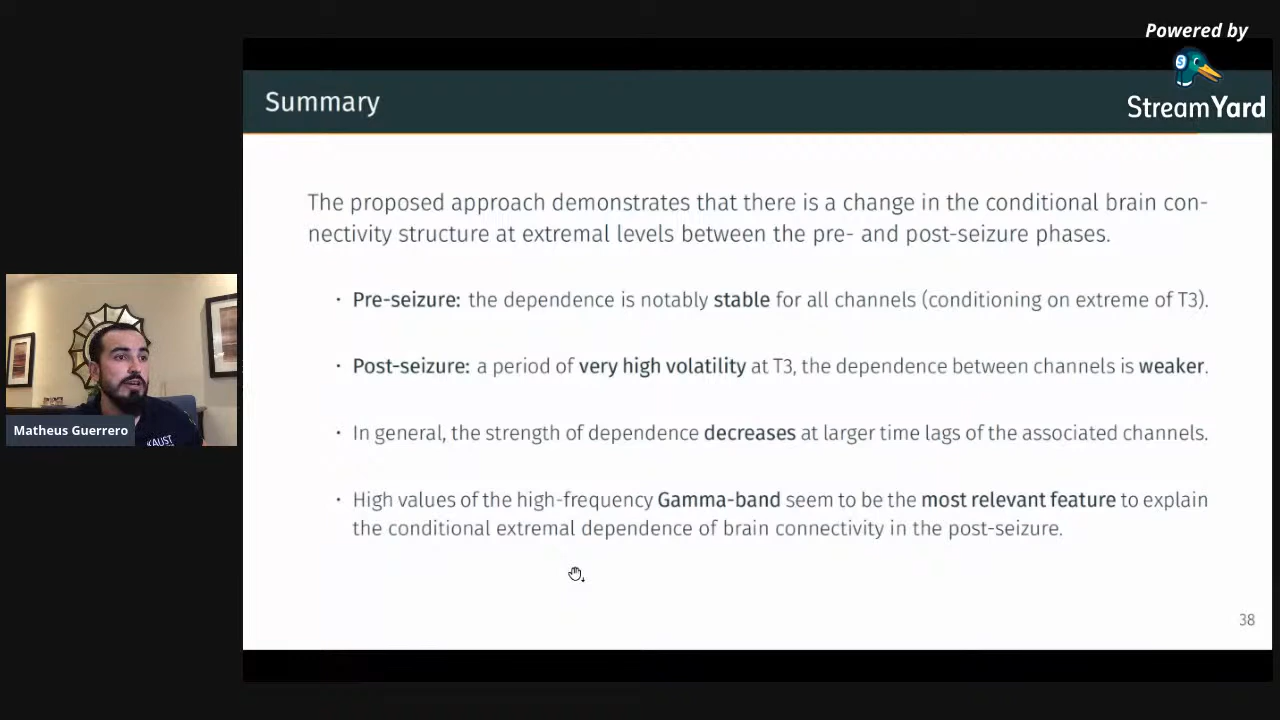 Powered by
StreamYard
Summary
The proposed approach demonstrates that there is a change in the conditional brain con-
nectivity structure at extremal levels between the pre- and post-seizure phases.
· Pre-seizure: the dependence is notably stable for all channels (conditioning on extreme of T3).
· Post-seizure: a period of very high volatility at T3, the dependence between channels is weaker.
· In general, the strength of dependence decreases at larger time lags of the associated channels.
· High values of the high-frequency Gamma-band seem to be the most relevant feature to explain
the conditional extremal dependence of brain connectivity in the post-seizure.
Matheus Guerrero
KAUST
38